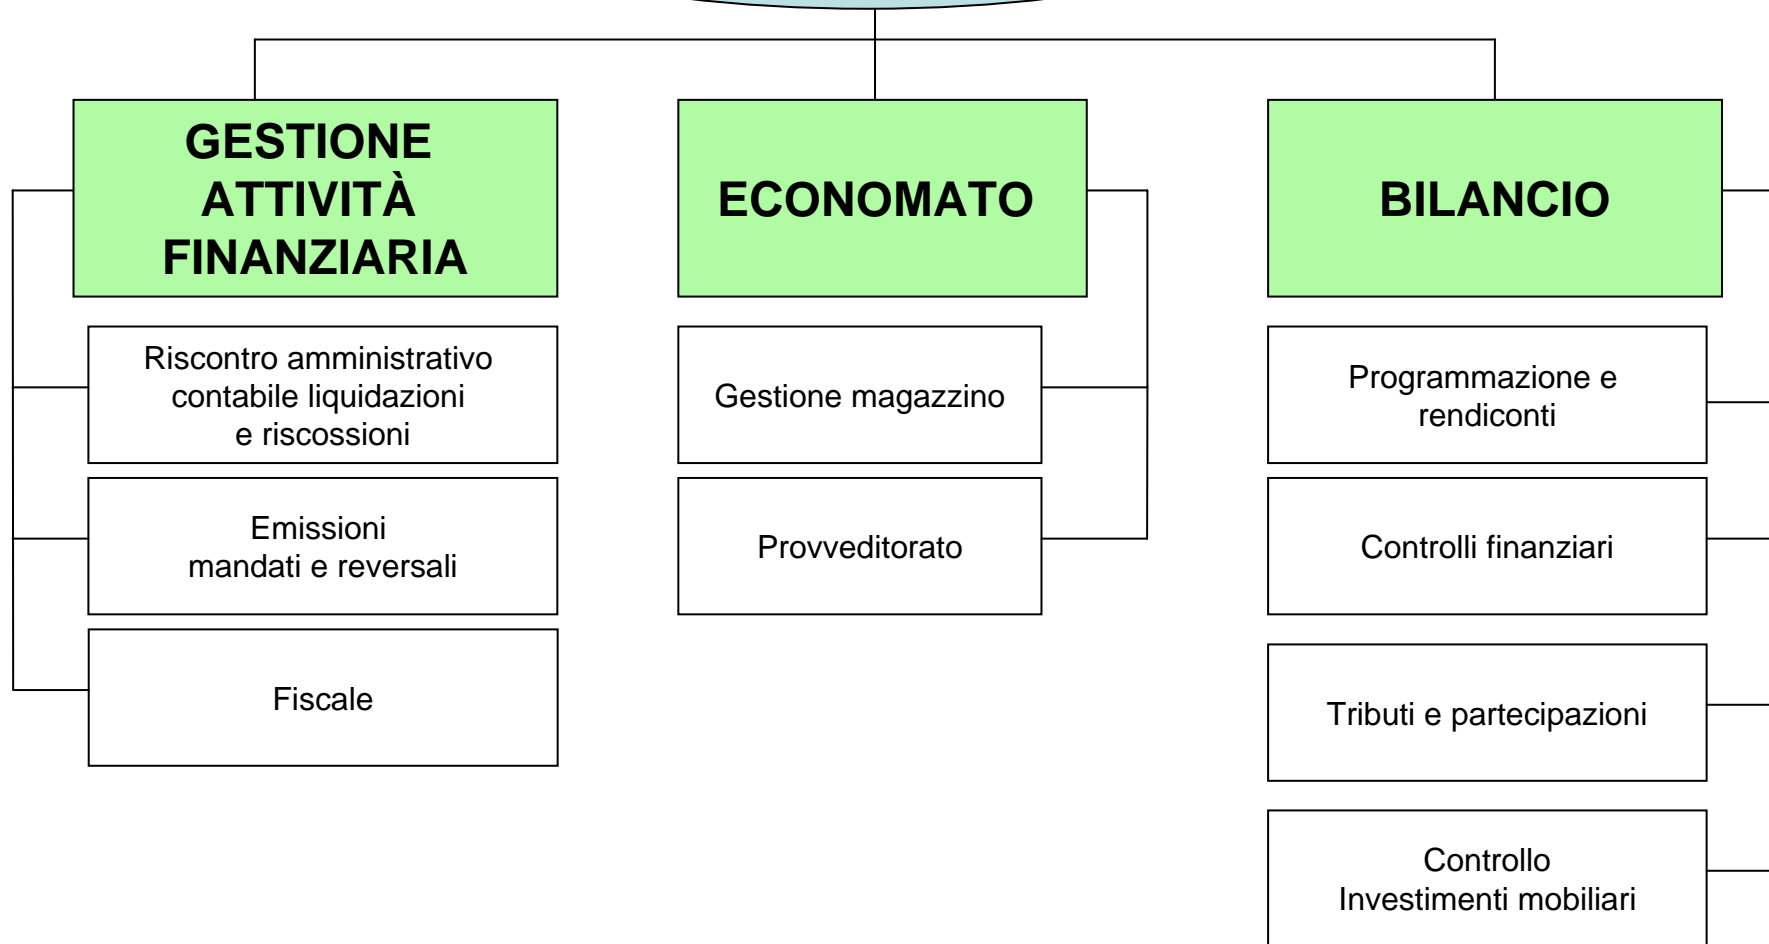 GESTIONE
ATTIVITÀ
FINANZIARIA
Riscontro amministrativo
contabile liquidazioni
e riscossioni
Emissioni
mandati e reversali
Fiscale
ECONOMATO
Gestione magazzino
Provveditorato
BILANCIO
Programmazione e
rendiconti
Controlli finanziari
Tributi e partecipazioni
Controllo
Investimenti mobiliari